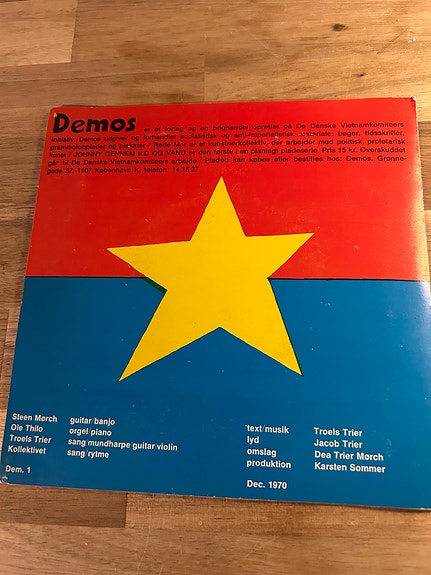 Demos er et forlag og en boghandel oprettet på De Danske Vietnamkomiteers
initiativ. Demos udgiver og forhandler socialistisk og anti-imperialistisk materiale: bøger, tidsskrifter,
gramsofonplader og plakater / Røde Mor er et kunstnerkollektiv, der arbejder med politisk, proletarisk
kunst / JOHNNY GENNEM ILD OG VAND er den første i en planlagt pladeserie. Pris 15 kr. Overskuddet
går til De Danske Vietnamkomiteers arbejde / Pladen kan købes eller bestilles hos: Demos, Grønne-
gade 37, 1107 København K. telefon: 14 15 37
Steen Mørch guitar/banjo
Ole Thilo orgel/piano
Troels Trier sang/mundharpe/guitar/violin
Kollektivet sang/rytme
Dem. 1
text/musik Troels Trier
lyd Jacob Trier
omslag Dea Trier Mørch
produktion Karsten Sommer
Dec. 1970